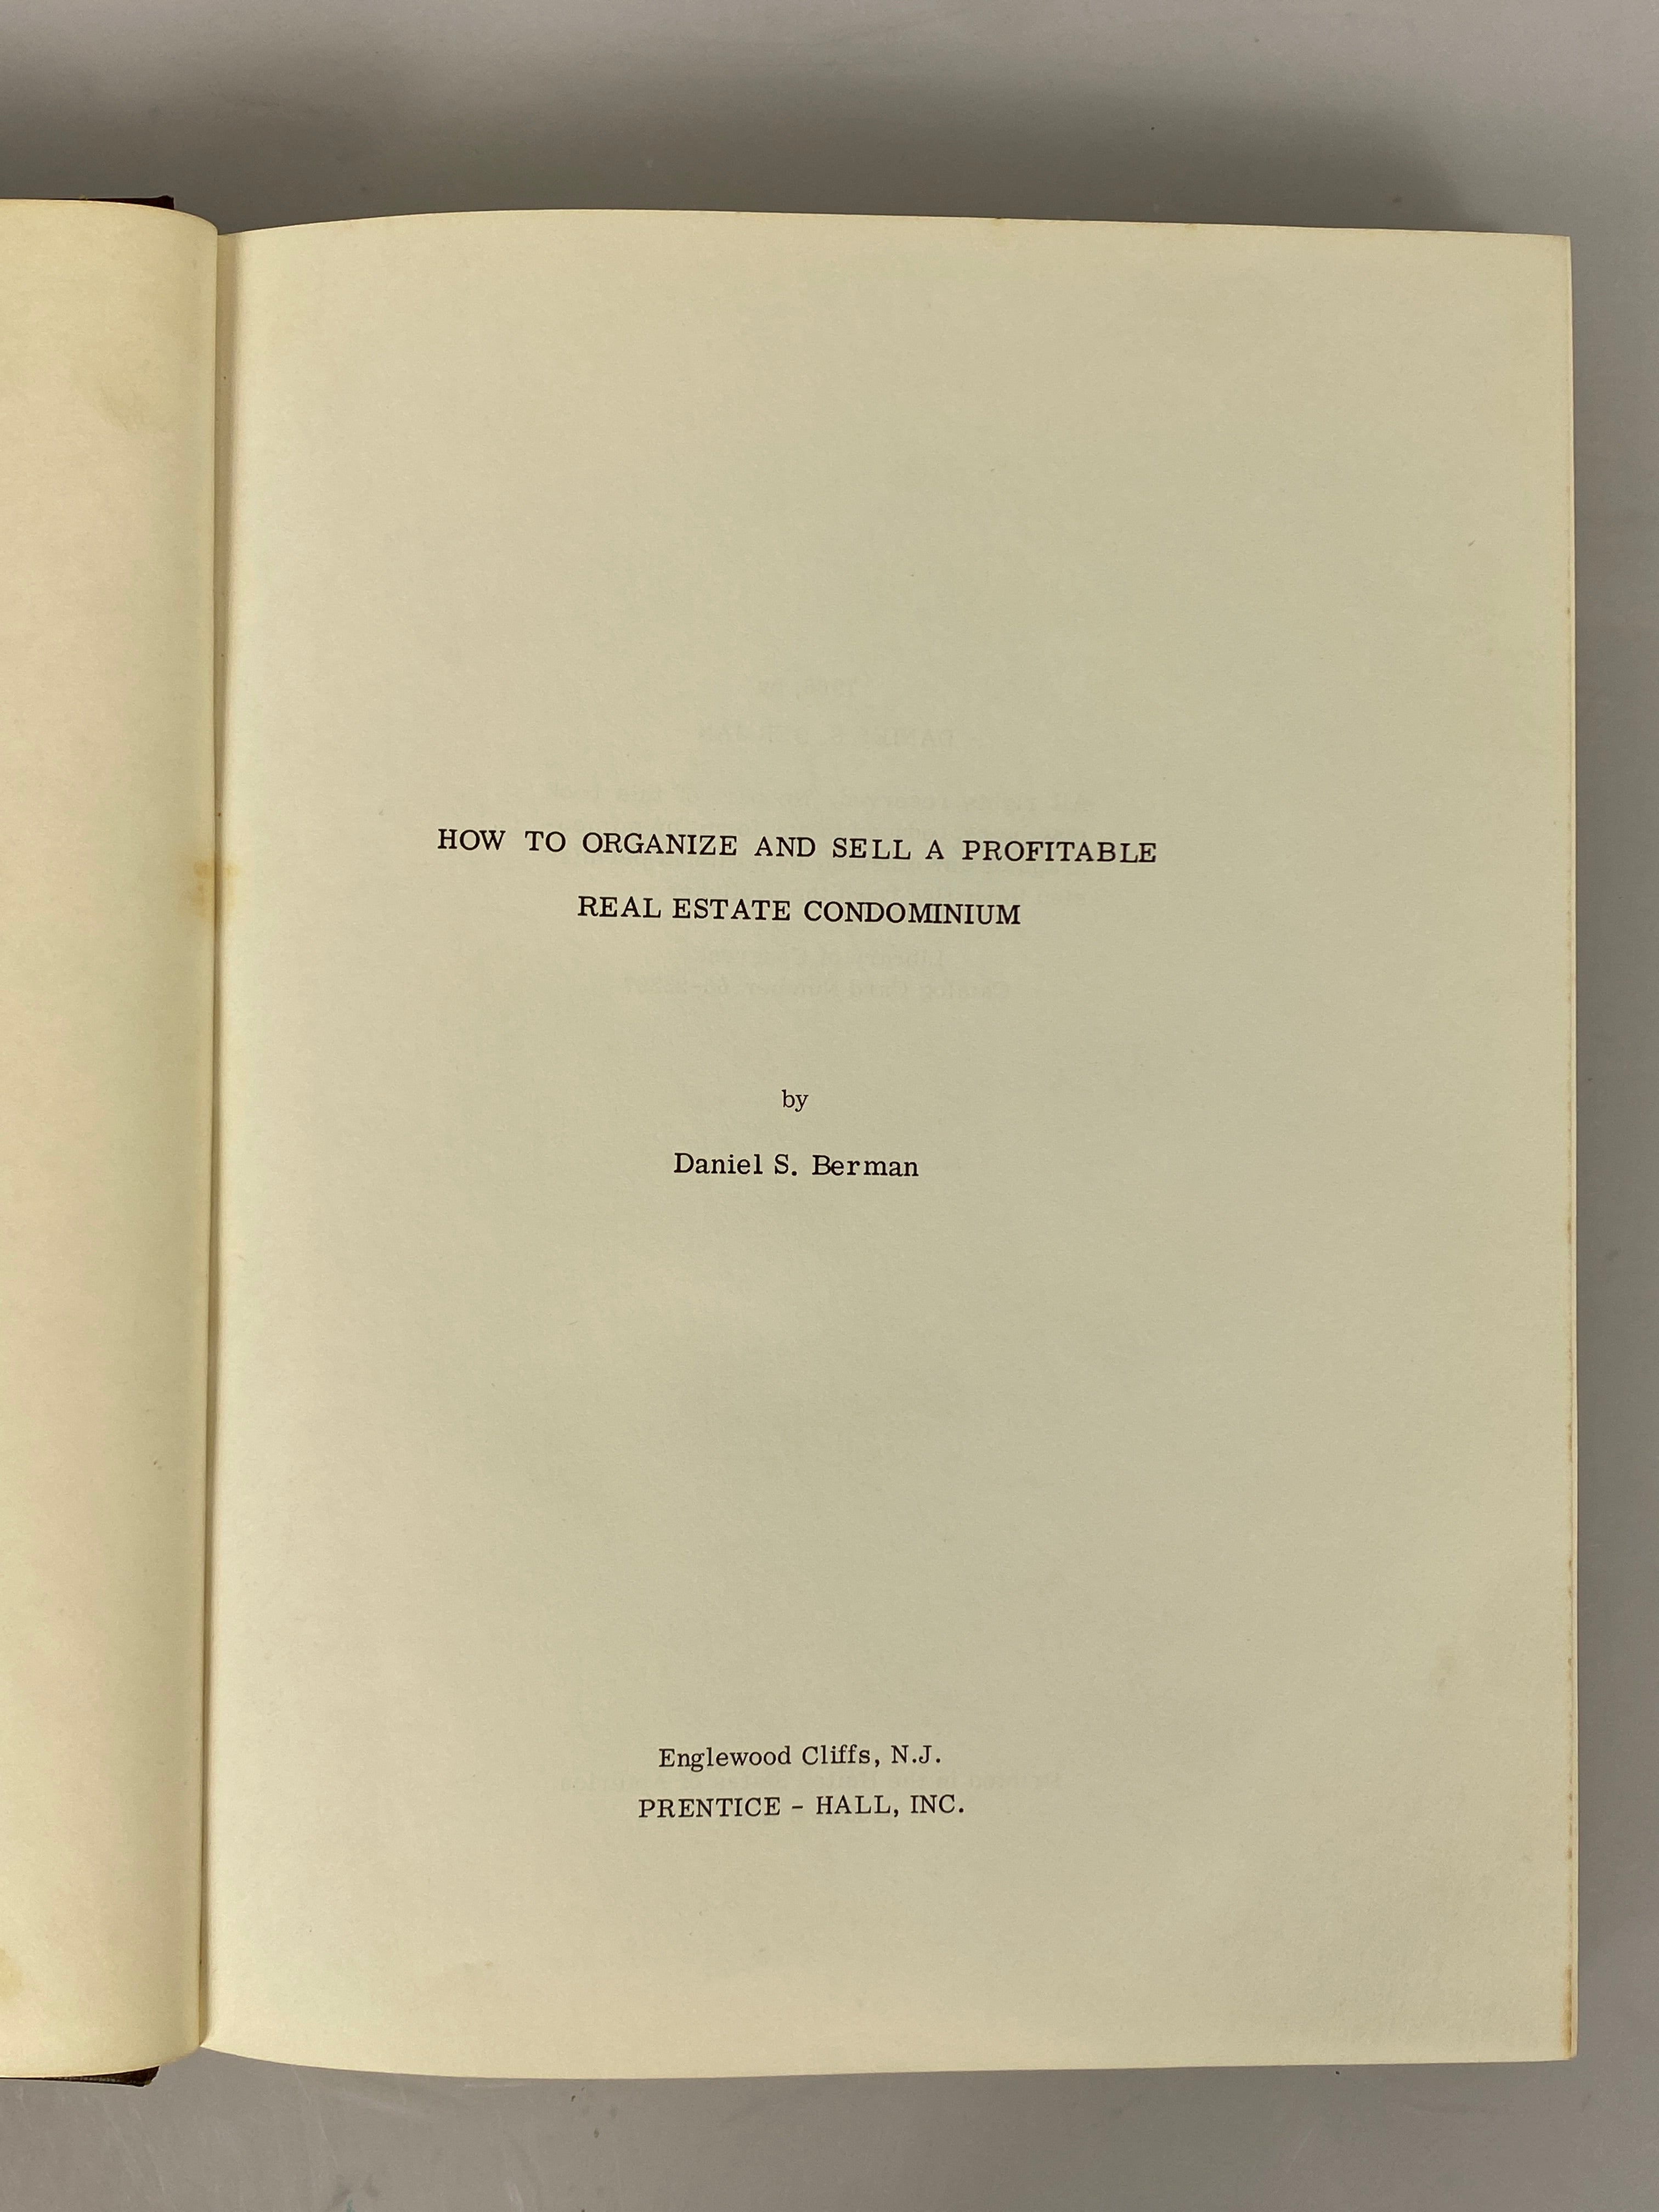 HOW TO ORGANIZE AND SELL A PROFITABLE
REAL ESTATE CONDOMINIUM
by
Daniel S. Berman
Englewood Cliffs, N.J.
PRENTICE - HALL, INC.